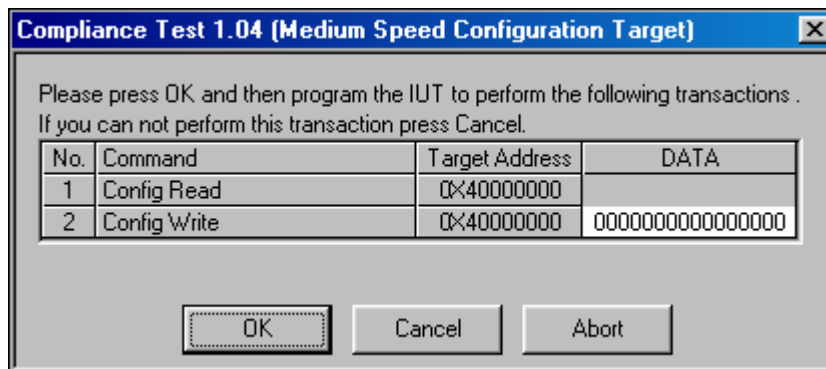 Compliance Test 1.04 (Medium Speed Configuration Target)
Please press OK and then program the IUT to perform the following transactions .
If you can not perform this transaction press Cancel.
No. Command Target Address DATA
1 Config Read 0X40000000
2 Config Write 0X40000000 0000000000000000
OK Cancel Abort